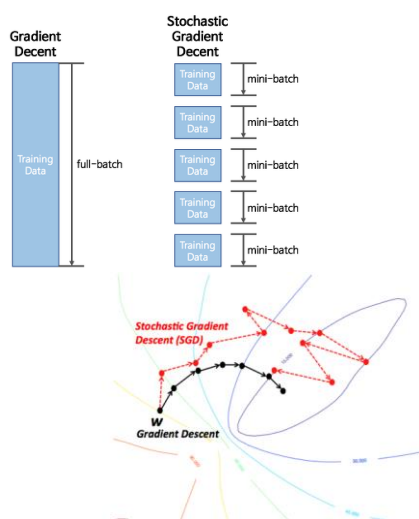 Gradient
Decent
Stochastic
Gradient
Decent
Training
Data
full-batch
Training
Data
mini-batch
Training
Data
mini-batch
Training
Data
mini-batch
Training
Data
mini-batch
Training
Data
mini-batch
Stochastic Gradient
Descent (SGD)
W
Gradient Descent